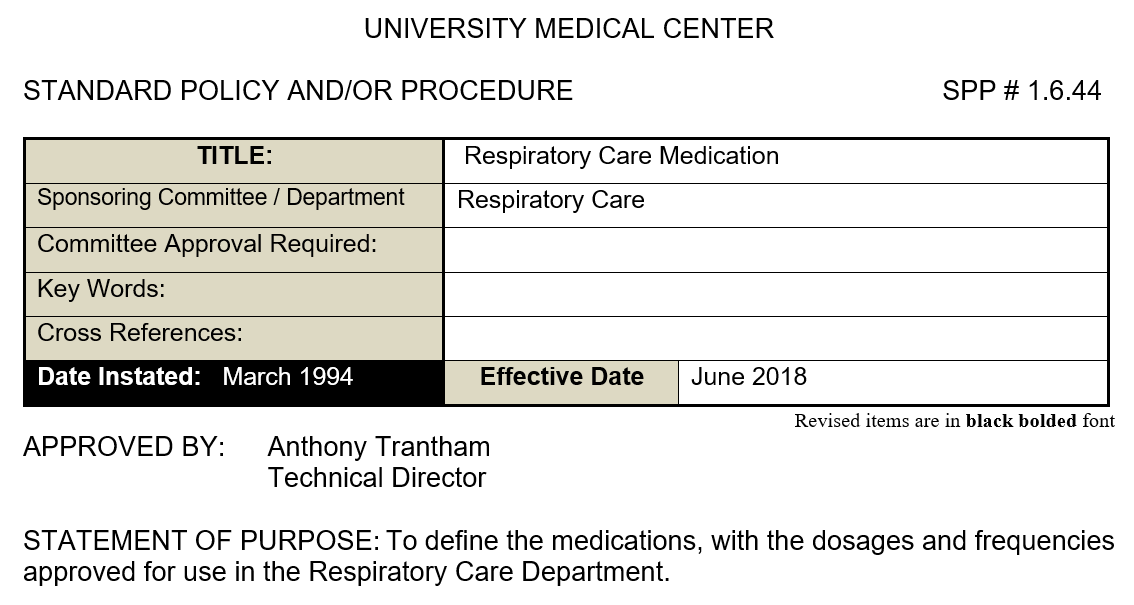 UNIVERSITY MEDICAL CENTER
STANDARD POLICY AND/OR PROCEDURE SPP # 1.6.44
TITLE: Respiratory Care Medication
Sponsoring Committee / Department Respiratory Care
Committee Approval Required:
Key Words:
Cross References:
Date Instated: March 1994 Effective Date June 2018
Revised items are in black bolded font
APPROVED BY: Anthony Trantham
Technical Director
STATEMENT OF PURPOSE: To define the medications, with the dosages and frequencies
approved for use in the Respiratory Care Department.